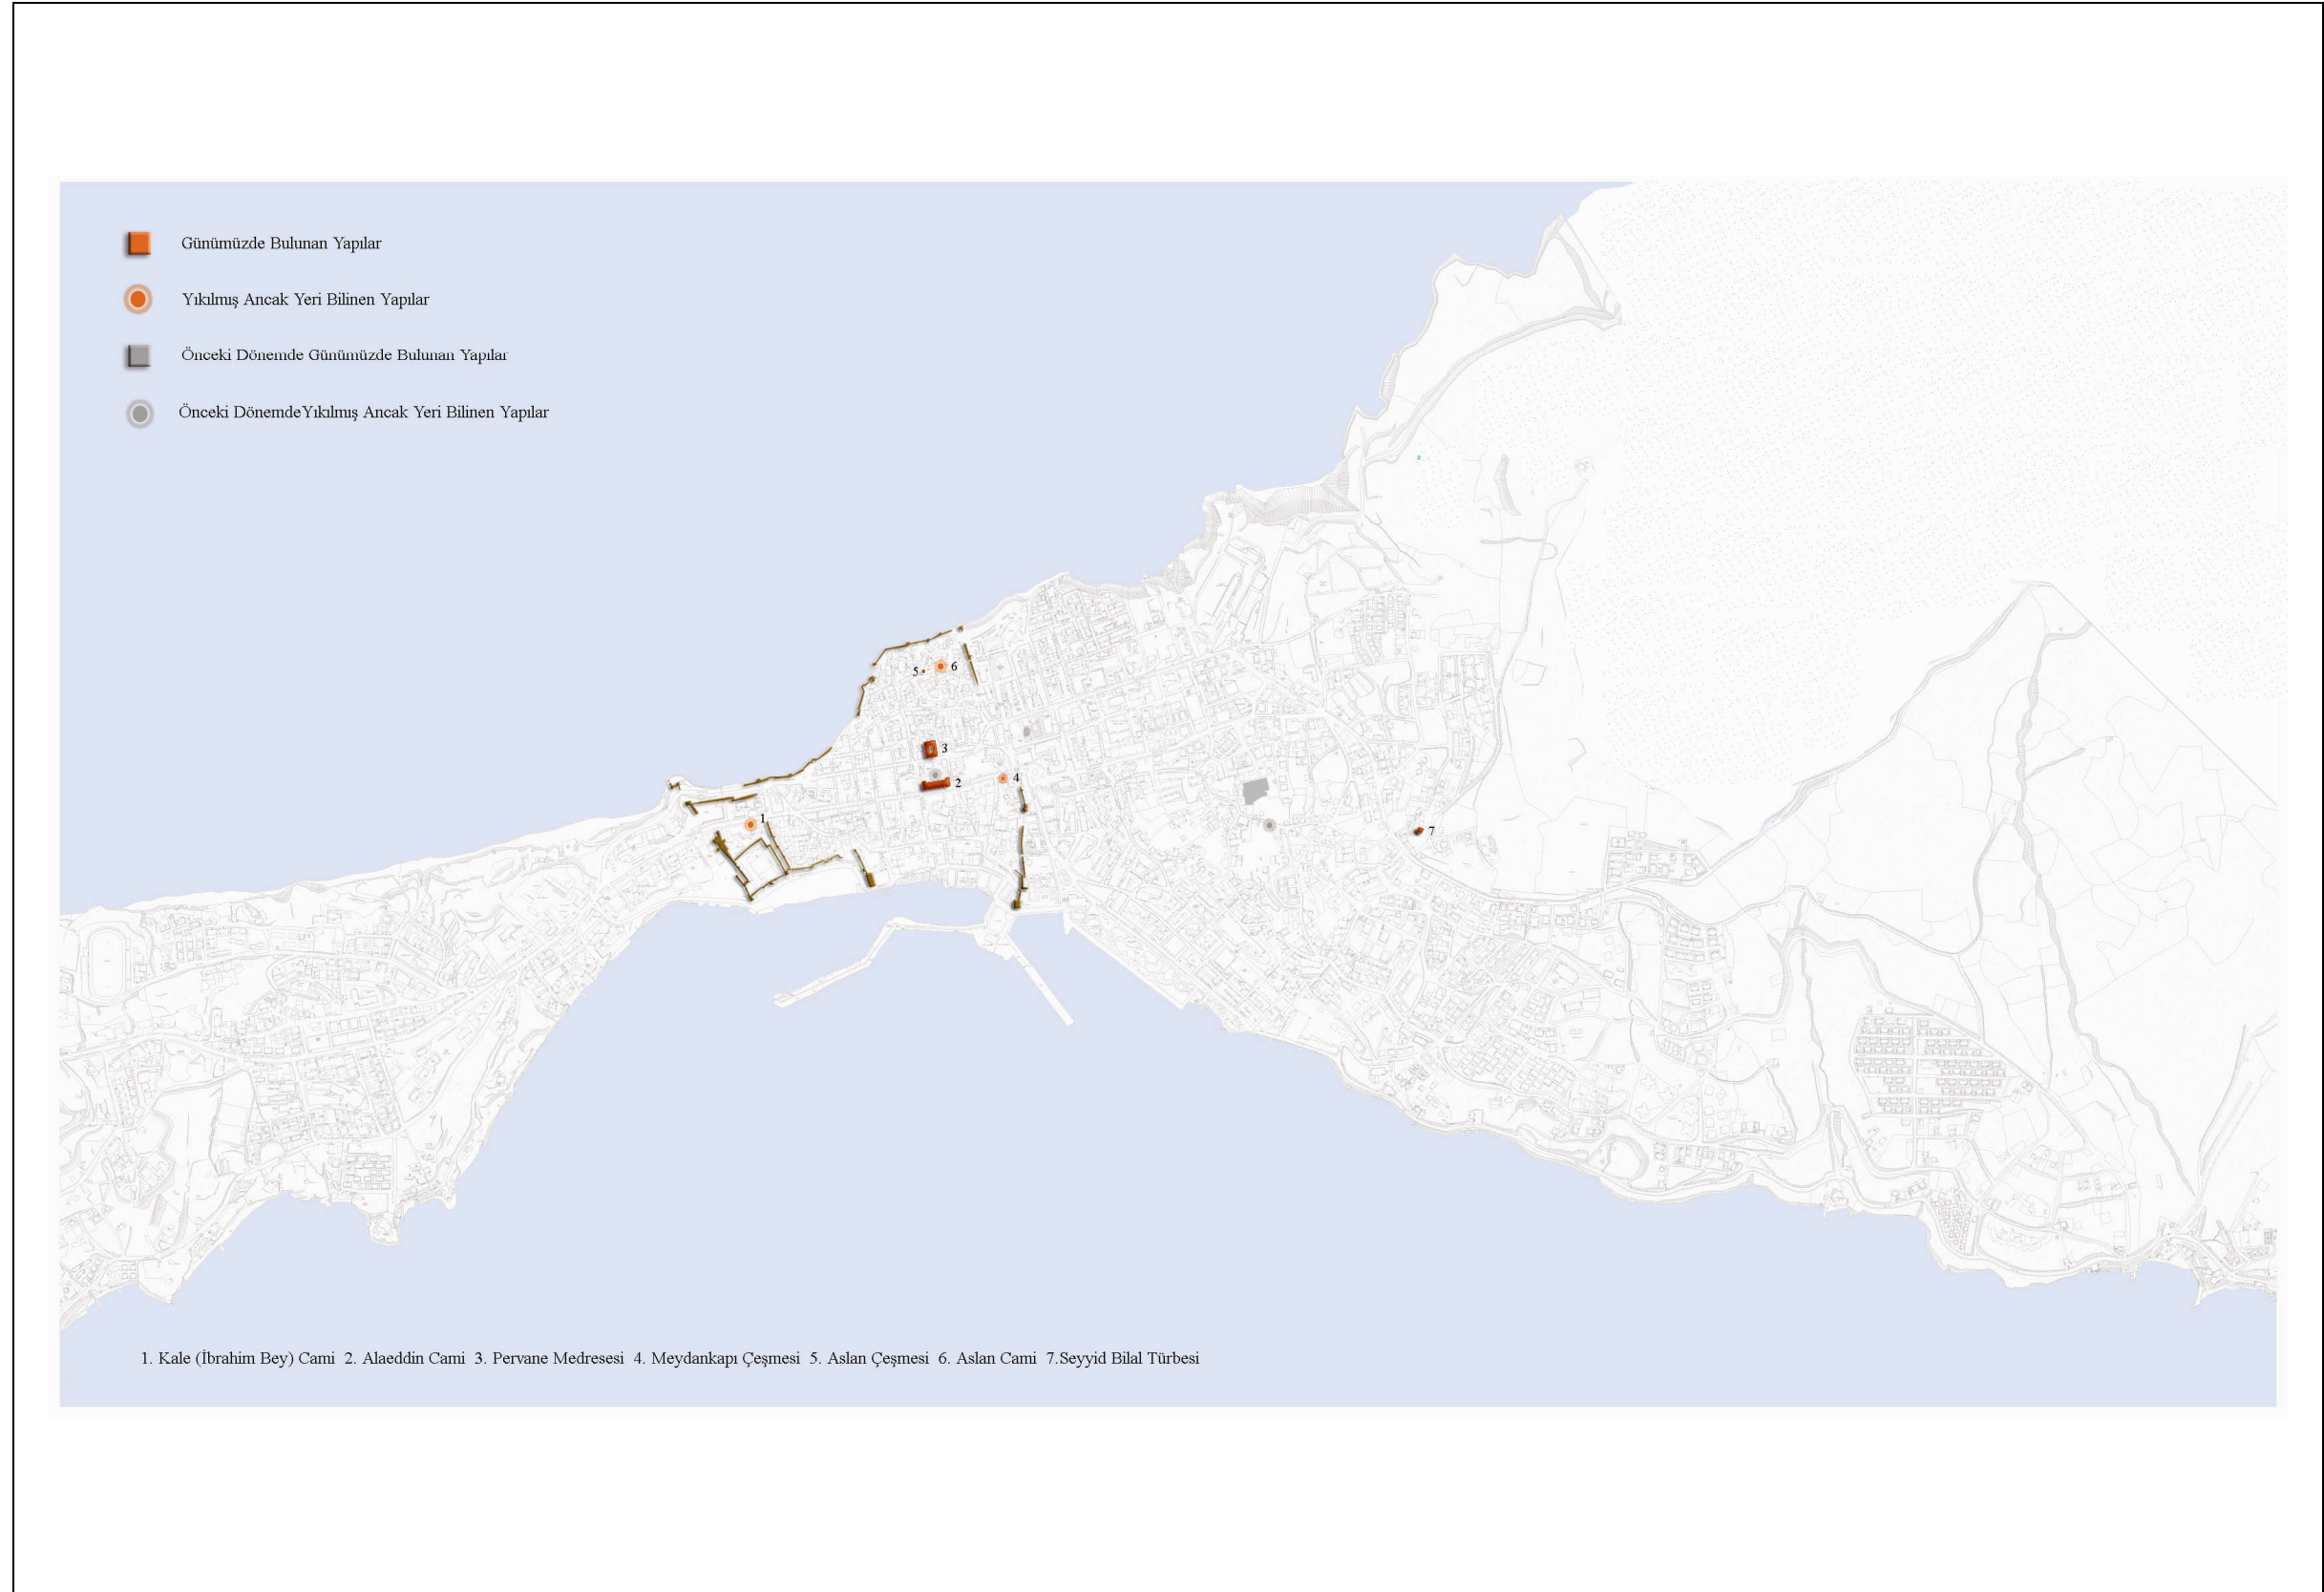 Günümüzde Bulunan Yapılar
Yıkılmış Ancak Yeri Bilinen Yapılar
Önceki Dönemde Günümüzde Bulunan Yapılar
Önceki DönemdeYıkılmış Ancak Yeri Bilinen Yapılar
5
6
3
2
4
1
7
1. Kale (İbrahim Bey) Cami 2. Alaeddin Cami 3. Pervane Medresesi 4. Meydankapı Çeşmesi 5. Aslan Çeşmesi 6. Aslan Cami 7.Seyyid Bilal Türbesi